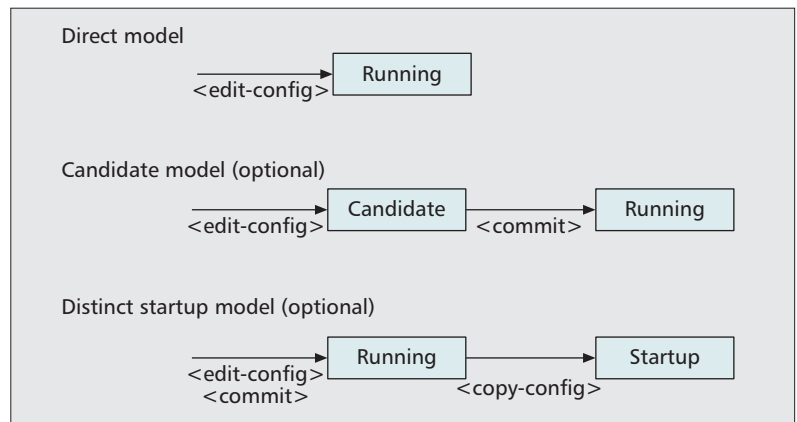 Direct model
Running
<edit-config>
Candidate model (optional)
Candidate
Running
<edit-config>
<commit>
Distinct startup model (optional)
Running
Startup
<edit-config>
<commit>
<copy-config>